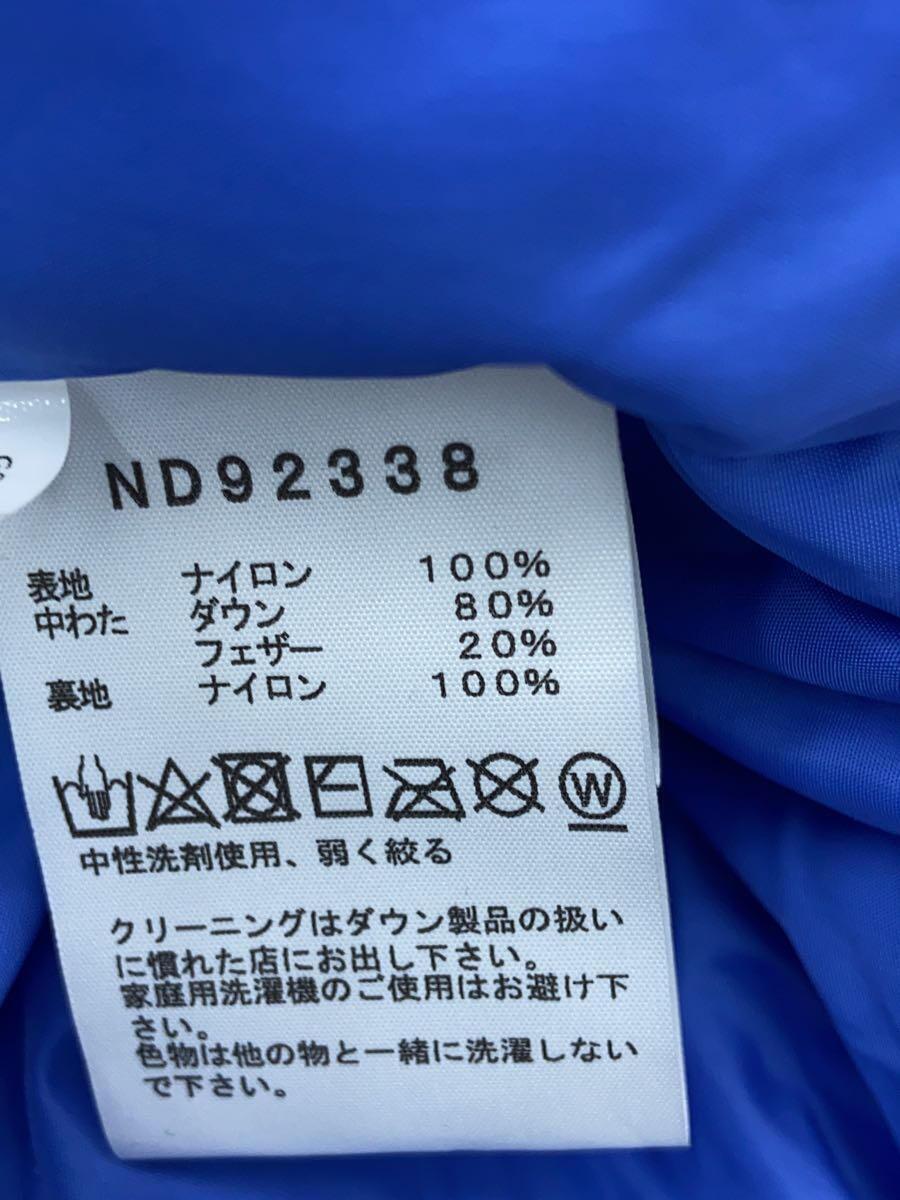 ND92338
表地 ナイロン 100%
中わた ダウン 80%
フェザー 20%
裏地 ナイロン 100%
W
中性洗剤使用、弱く絞る
クリーニングはダウン製品の扱い
に慣れた店にお出し下さい。
家庭用洗濯機のご使用はお避け下
さい。
色物は他の物と一緒に洗濯しない
で下さい。